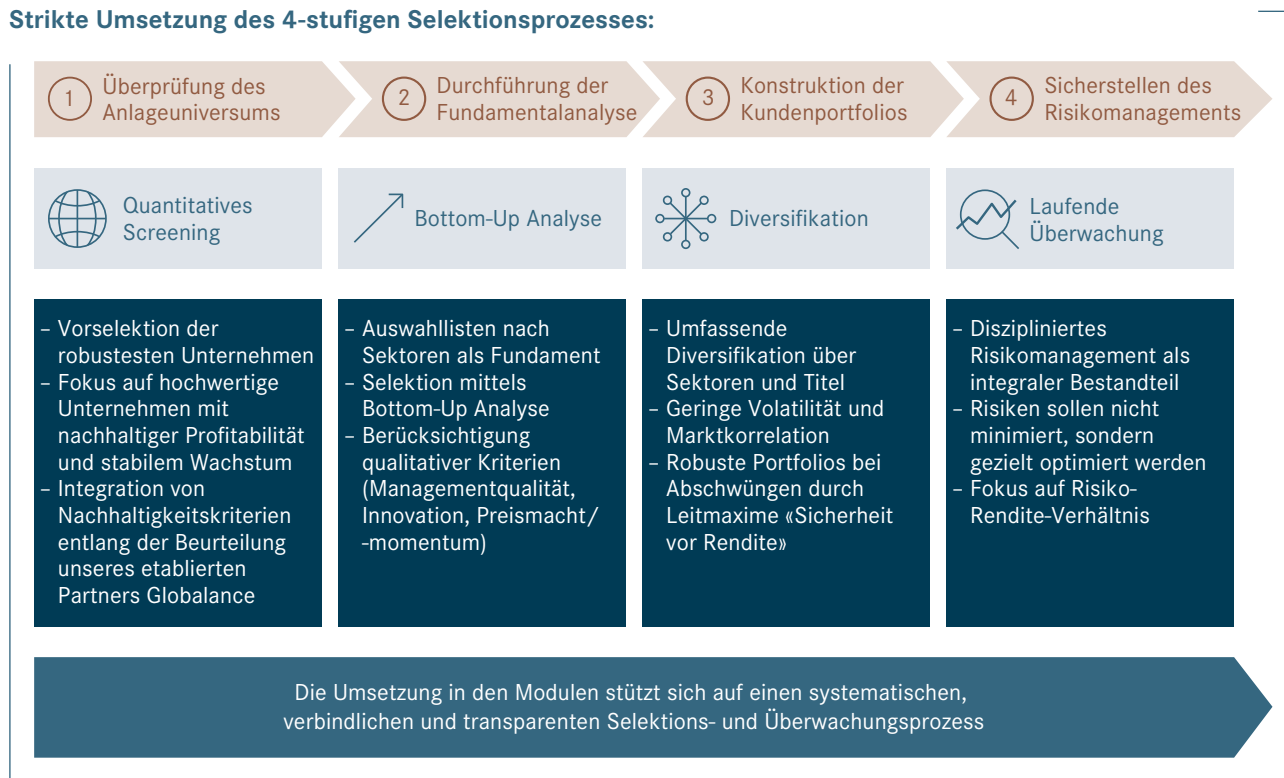 Strikte Umsetzung des 4-stufigen Selektionsprozesses:
1
Überprüfung des
Anlageuniversums
2
Durchführung der
Fundamentalanalyse
3
Konstruktion der
Kundenportfolios
4
Sicherstellen des
Risikomanagements
Quantitatives
Screening
Bottom-Up Analyse
Diversifikation
Laufende
Überwachung
– Vorselektion der
robustesten Unternehmen
– Fokus auf hochwertige
Unternehmen mit
nachhaltiger Profitabilität
und stabilem Wachstum
– Integration von
Nachhaltigkeitskriterien
entlang der Beurteilung
unseres etablierten
Partners Globalance
– Auswahllisten nach
Sektoren als Fundament
– Selektion mittels
Bottom-Up Analyse
– Berücksichtigung
qualitativer Kriterien
(Managementqualität,
Innovation, Preismacht/
-momentum)
– Umfassende
Diversifikation über
Sektoren und Titel
– Geringe Volatilität und
Marktkorrelation
– Robuste Portfolios bei
Abschwüngen durch
Leitmaxime «Sicherheit
vor Rendite»
– Diszipliniertes
Risikomanagement als
integraler Bestandteil
– Risiken sollen nicht
minimiert, sondern
gezielt optimiert werden
– Fokus auf Risiko-
Rendite-Verhältnis
Die Umsetzung in den Modulen stützt sich auf einen systematischen,
verbindlichen und transparenten Selektions- und Überwachungsprozess